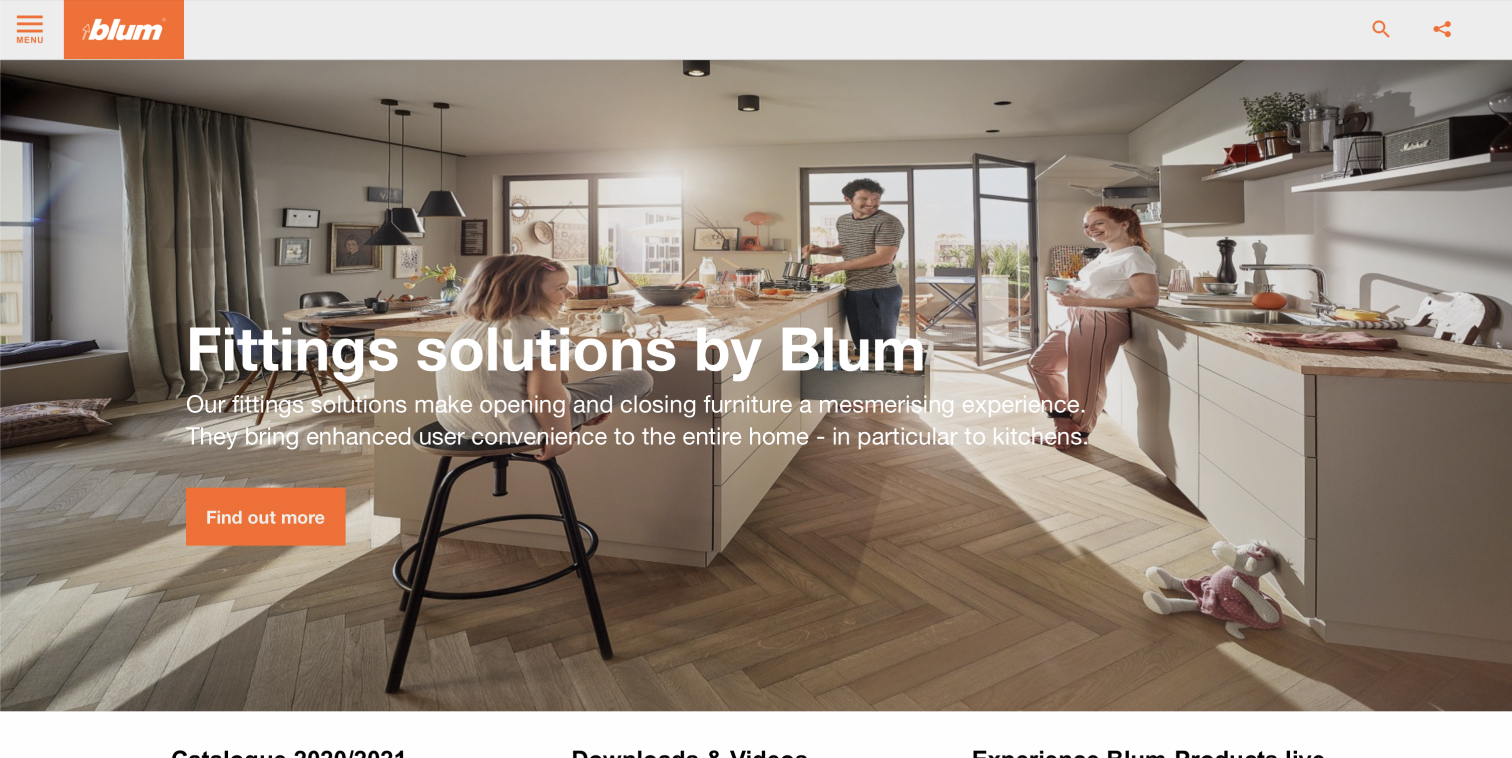 MENU
blum
Marshall
Fittings solutions by Blum
Our fittings solutions make opening and closing furniture a mesmerising experience.
They bring enhanced user convenience to the entire home - in particular to kitchens.
Find out more
Catalogue 2020/2021
Downloads & Videos
Experience Blum Products live